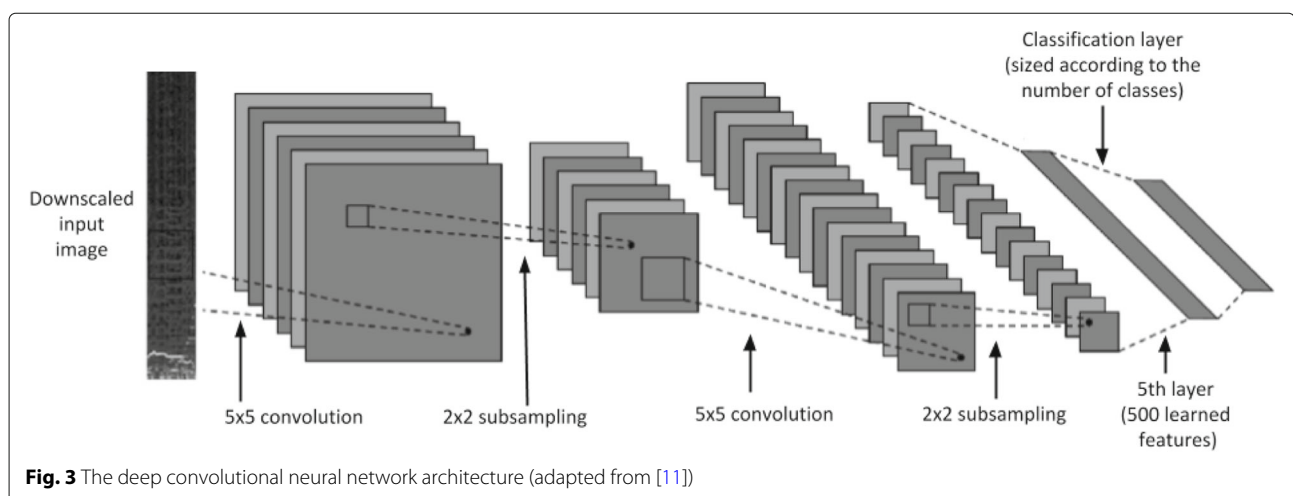 Classification layer
(sized according to the
number of classes)
Downscaled
input
image
5x5 convolution
2x2 subsampling
5x5 convolution
2x2 subsampling
5th layer
(500 learned
features)
Fig. 3 The deep convolutional neural network architecture (adapted from [11])